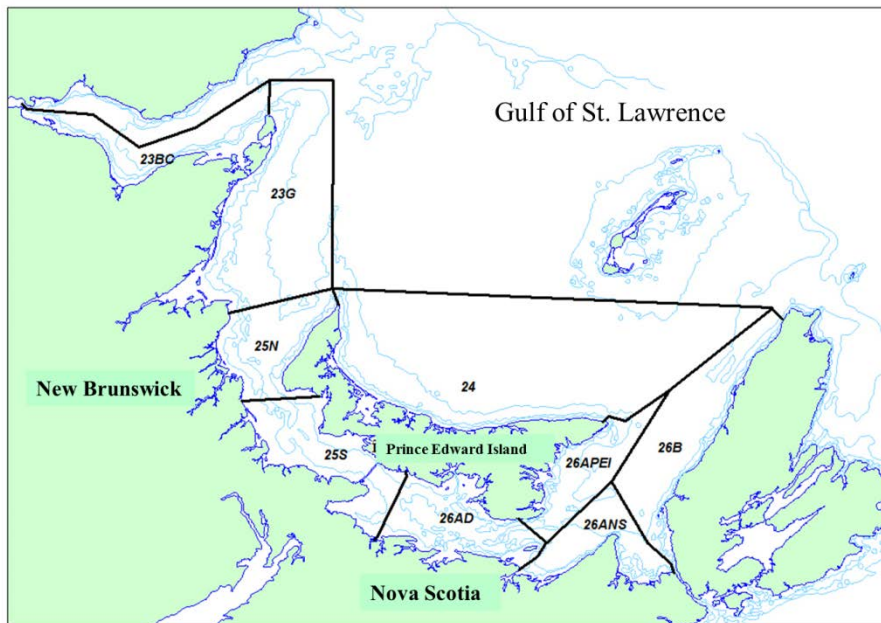 Gulf of St. Lawrence
23BC
23G
25N
24
New Brunswick
Prince Edward Island
25S
26APEI
26B
26AD
26ANS
Nova Scotia